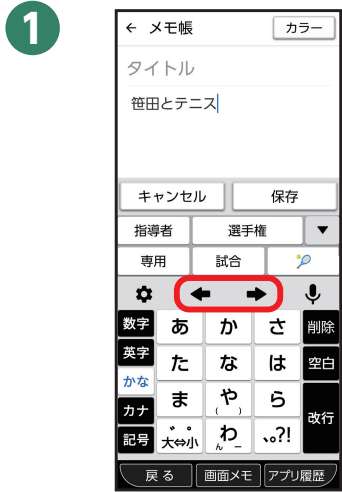 1
← メモ帳 カラー
タイトル
笹田とテニス
キャンセル 保存
指導者 選手権 ▼
専用 試合 🎾
← →
数字 あ か さ 削除
英字 た な は 空白
かな
カナ ま や ( ) ら 改行
記号 大⇔小 ゛゜ わ ん ー 、。?!
戻る 画面メモ アプリ履歴